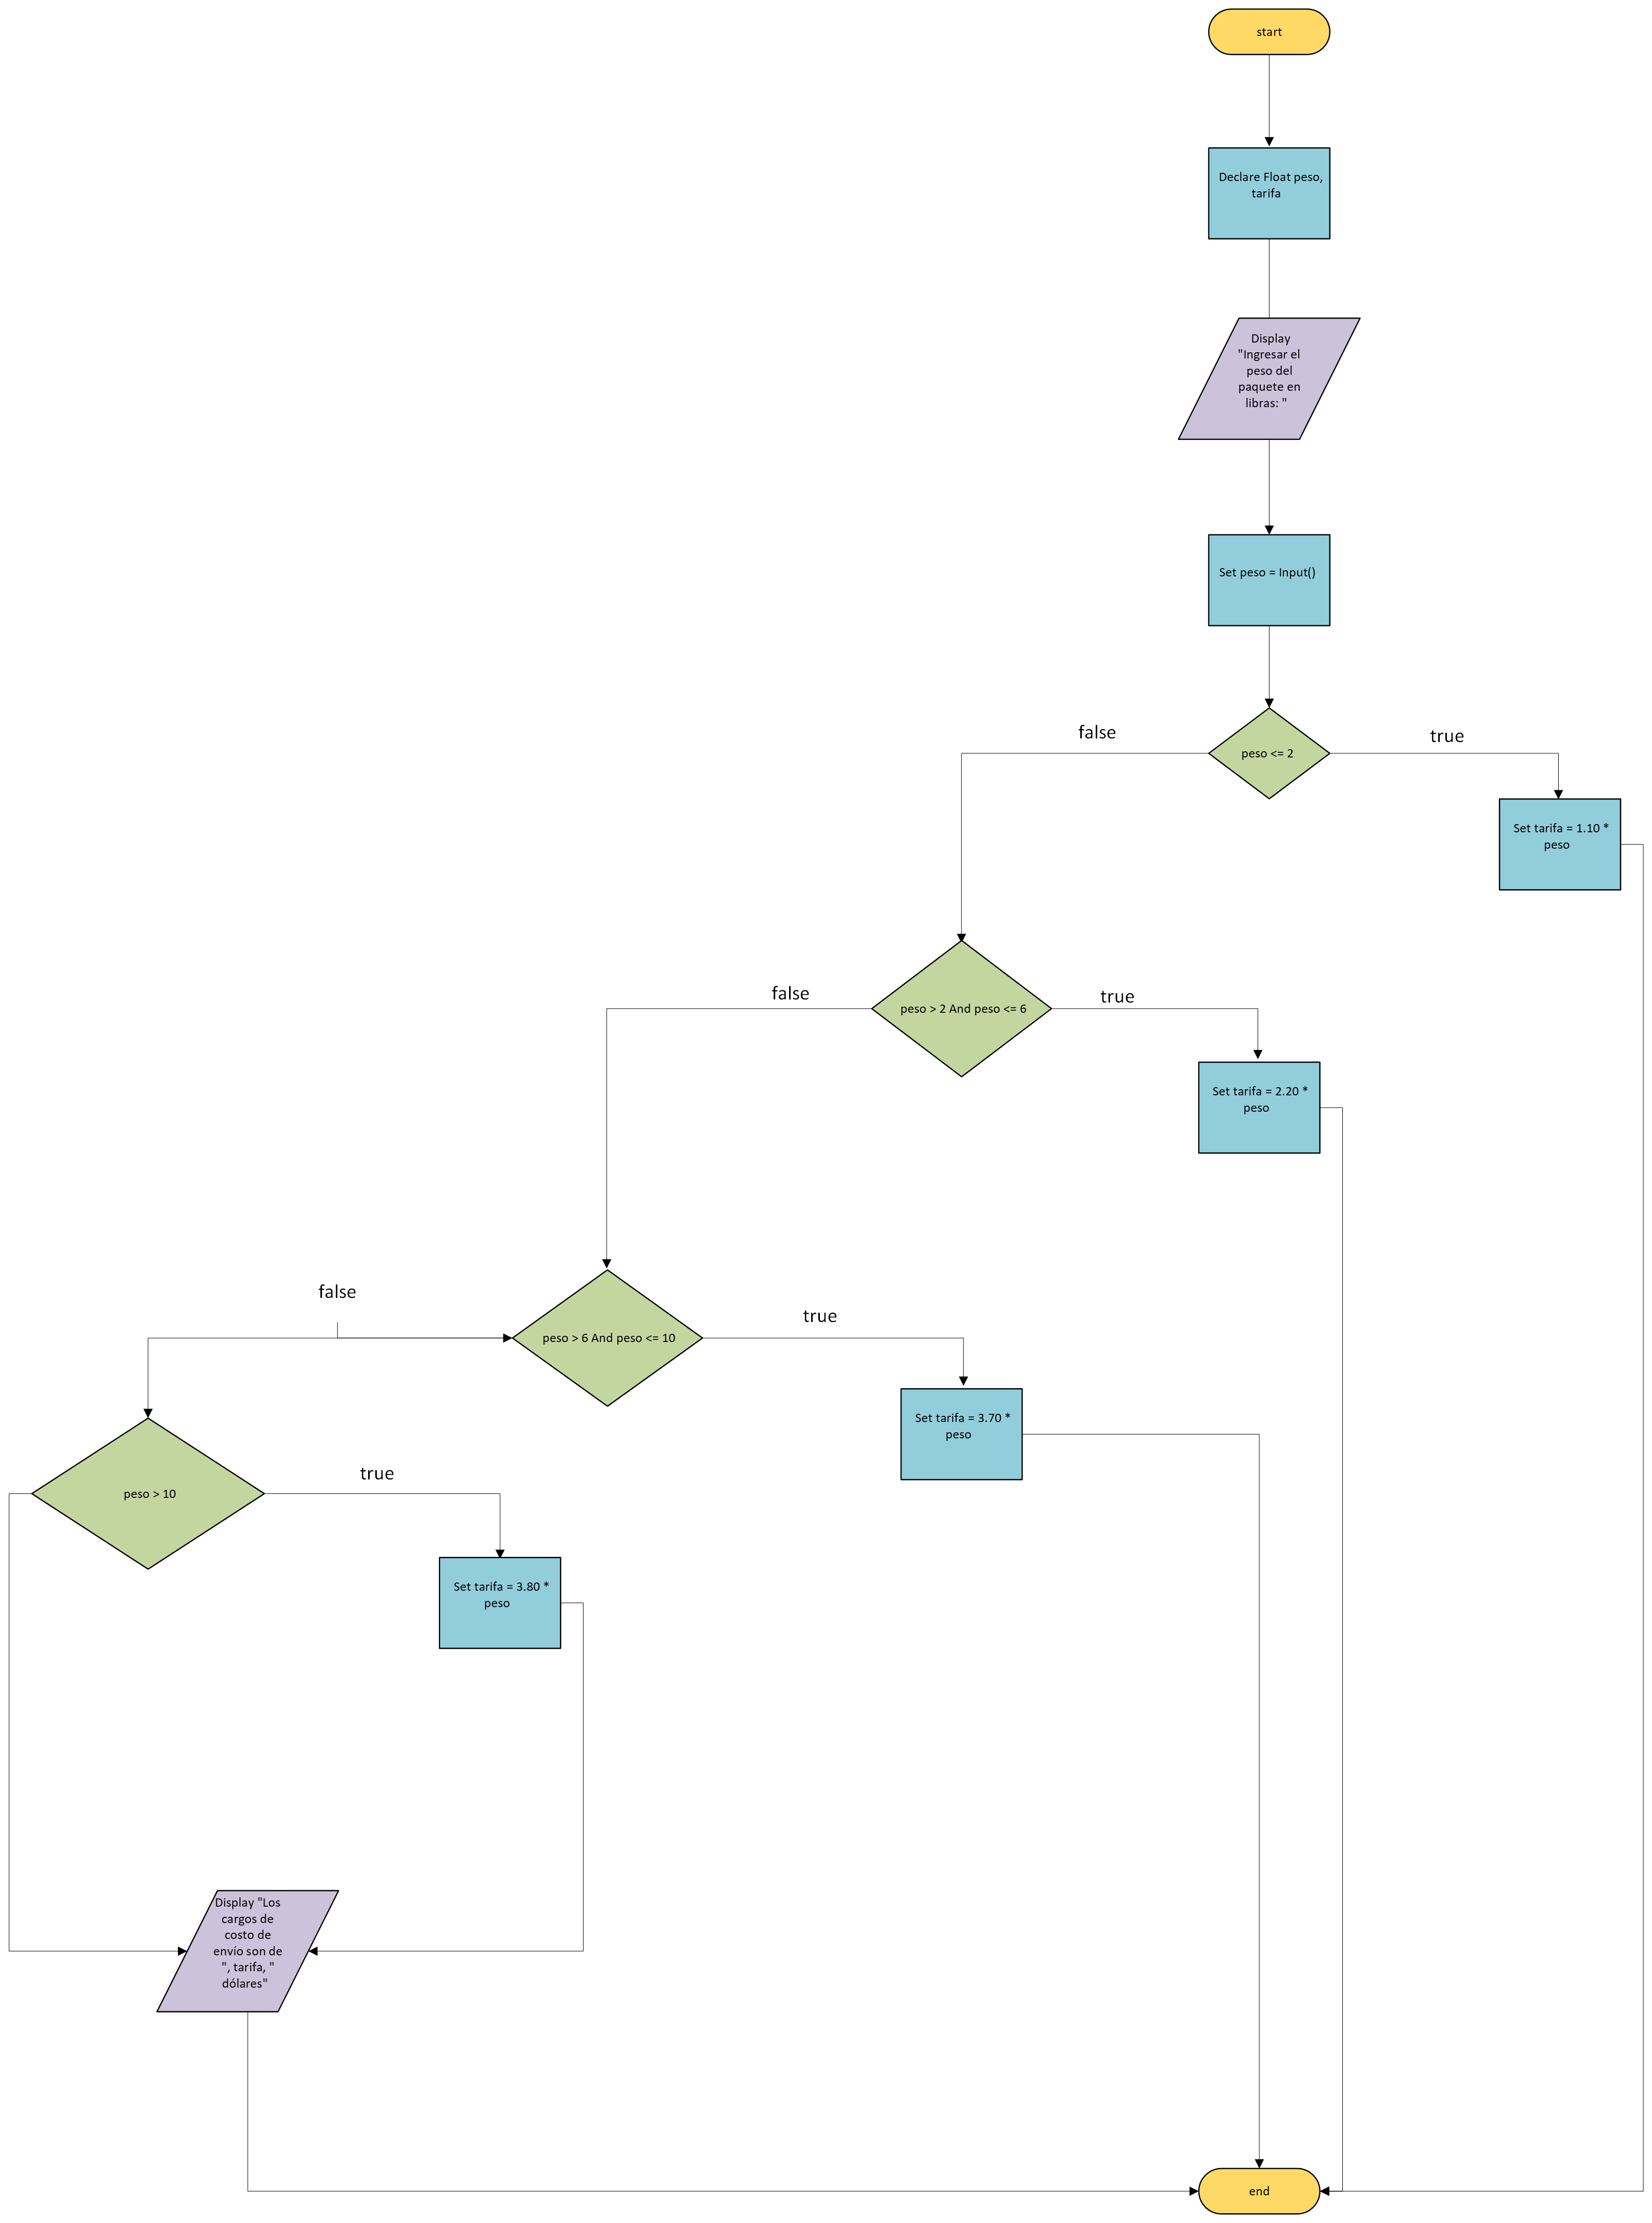 start
Declare Float peso,
tarifa
Display
"Ingresar el
peso del
paquete en
libras: "
Set peso = Input()
false
true
peso <= 2
Set tarifa = 1.10 *
peso
false
true
peso > 2 And peso <= 6
Set tarifa = 2.20 *
peso
false
true
peso > 6 And peso <= 10
Set tarifa = 3.70 *
peso
true
peso > 10
Set tarifa = 3.80 *
peso
Display "Los
cargos de
costo de
envío son de
", tarifa, "
dólares"
end